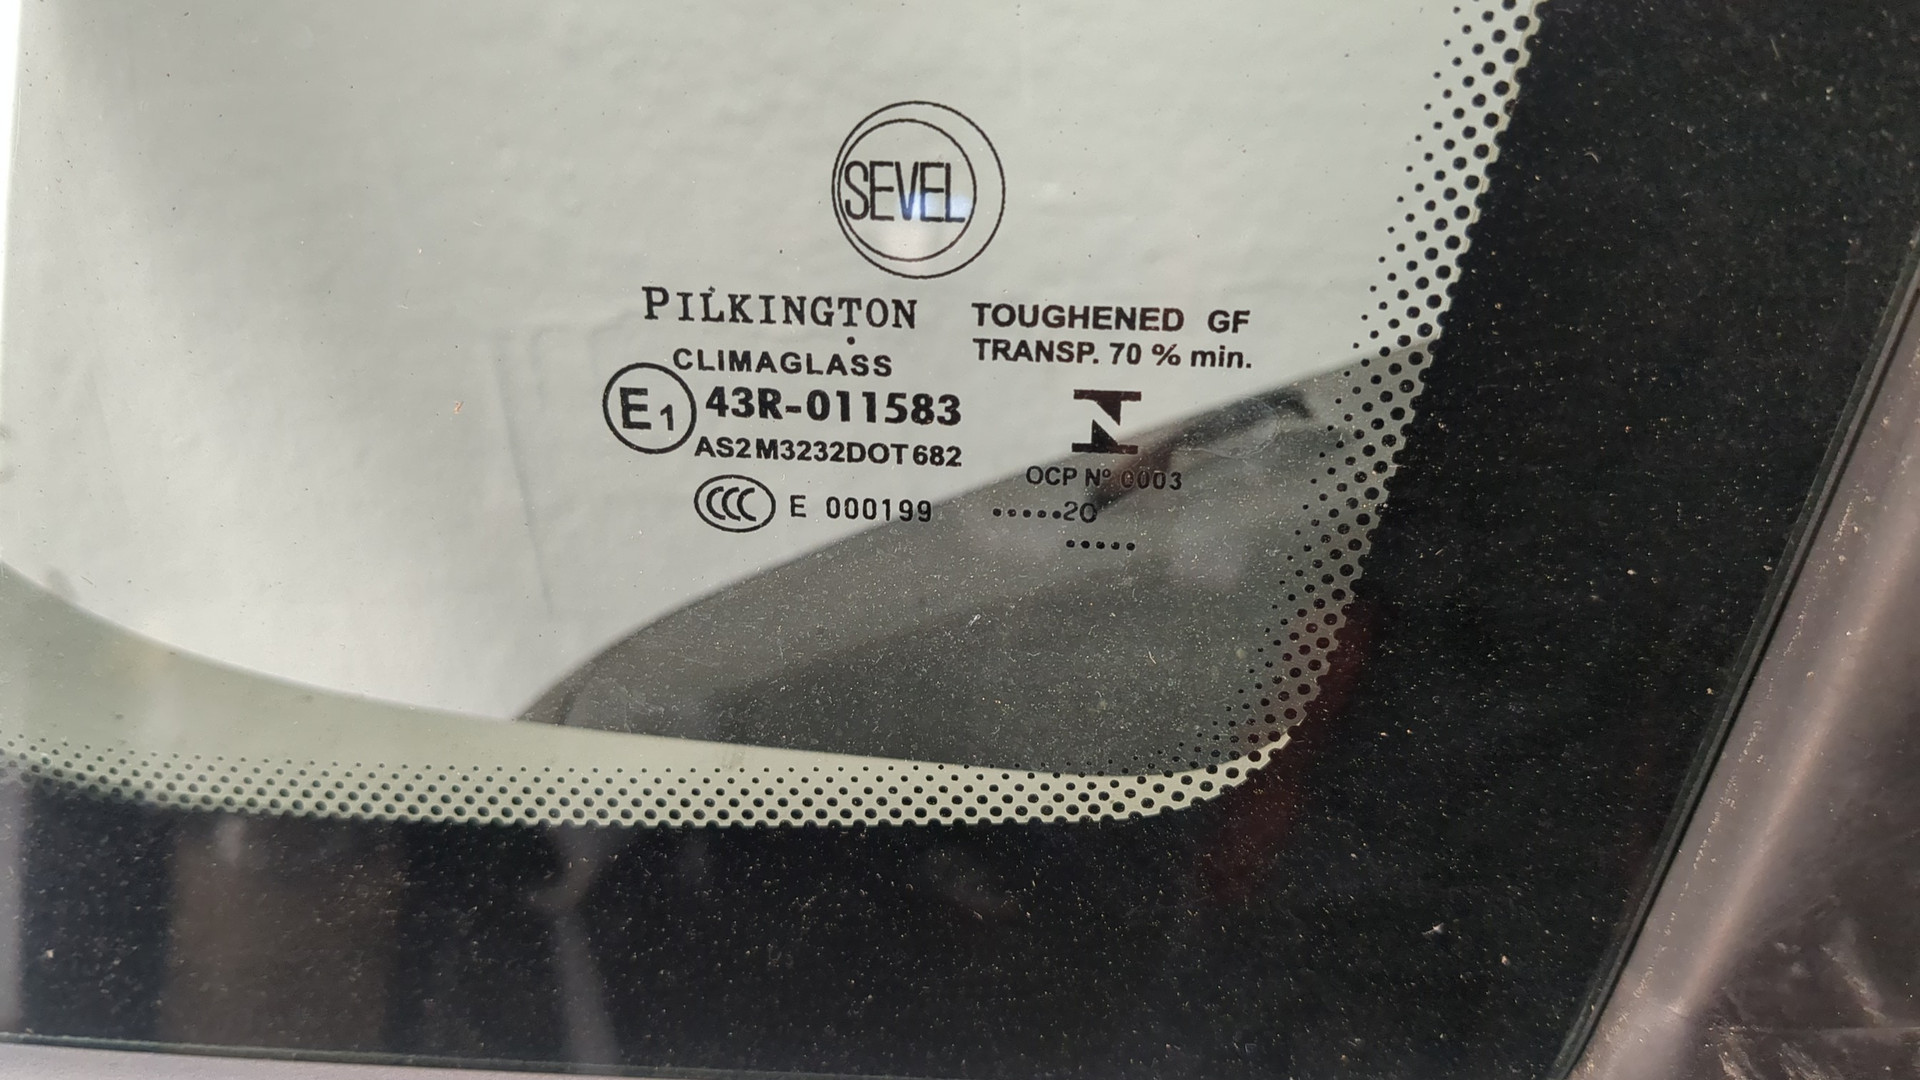 SEVEL
PILKINGTON
CLIMAGLASS
E1 43R-011583
AS2 M3232 DOT 682
CCC E 000199
TOUGHENED GF
TRANSP. 70 % min.
OCP Nº 0003
.....20
.....